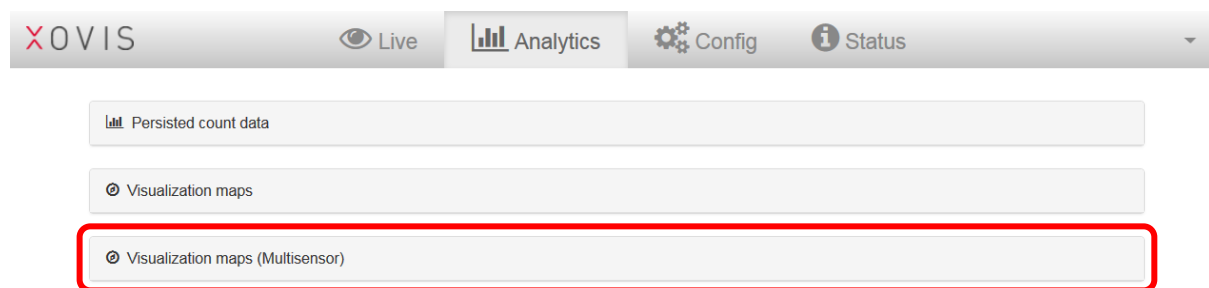 XOVIS Live Analytics Config Status
Persisted count data
Visualization maps
Visualization maps (Multisensor)